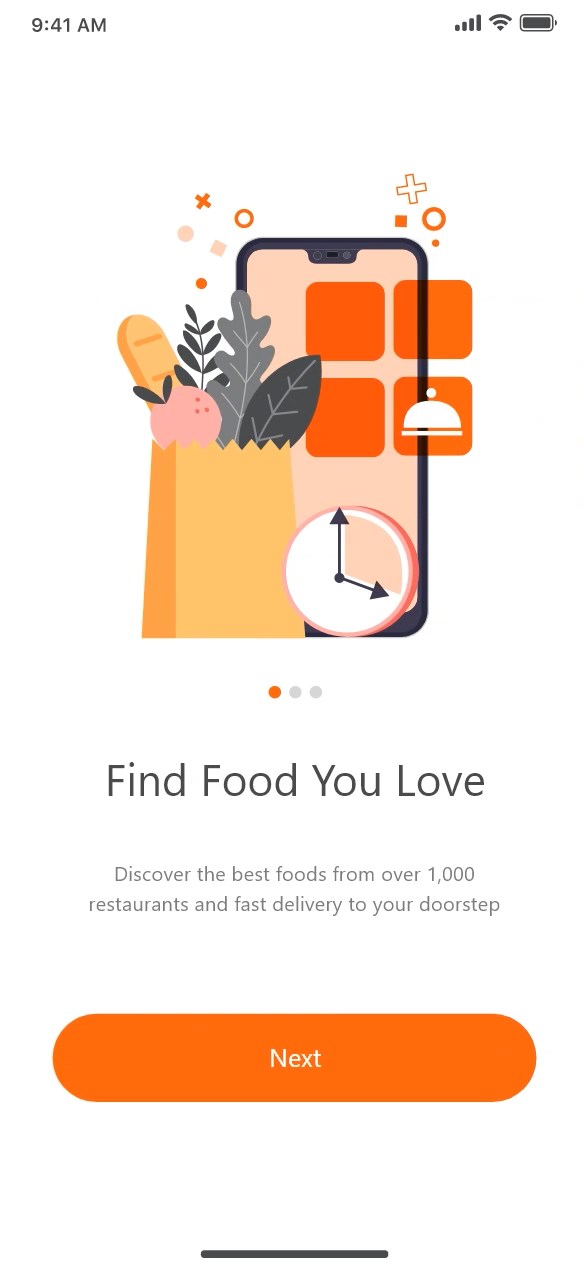 9:41 AM
Find Food You Love
Discover the best foods from over 1,000
restaurants and fast delivery to your doorstep
Next